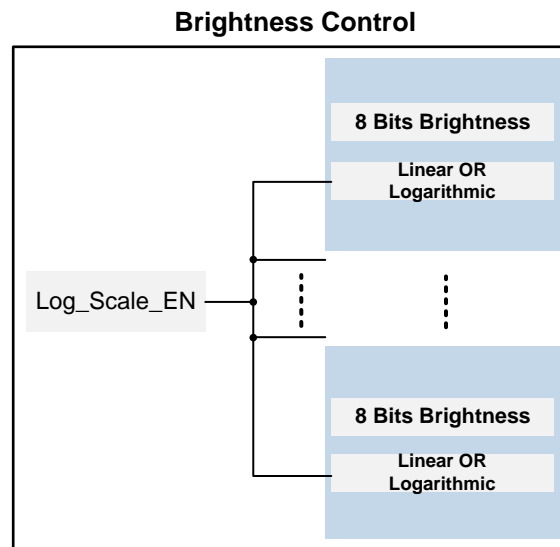 Brightness Control
8 Bits Brightness
Linear OR
Logarithmic
Log_Scale_EN
8 Bits Brightness
Linear OR
Logarithmic